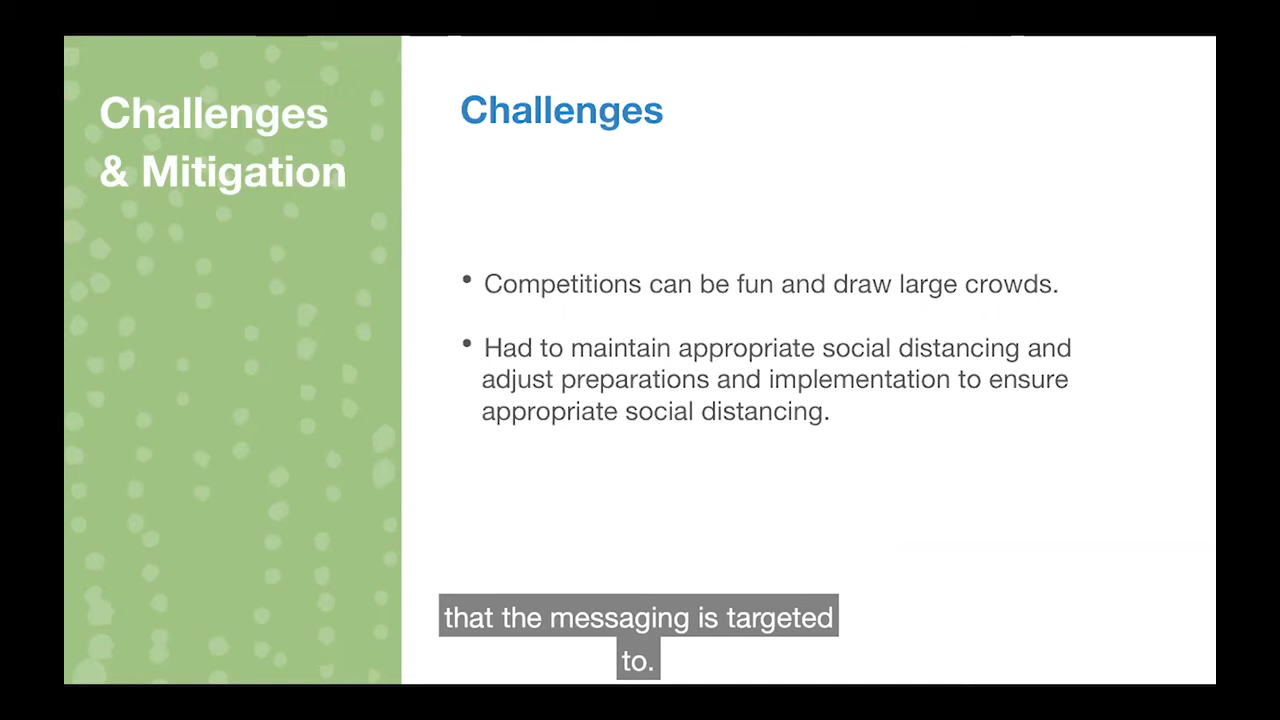 Challenges
& Mitigation
Challenges
• Competitions can be fun and draw large crowds.
• Had to maintain appropriate social distancing and
adjust preparations and implementation to ensure
appropriate social distancing.
that the messaging is targeted
to.